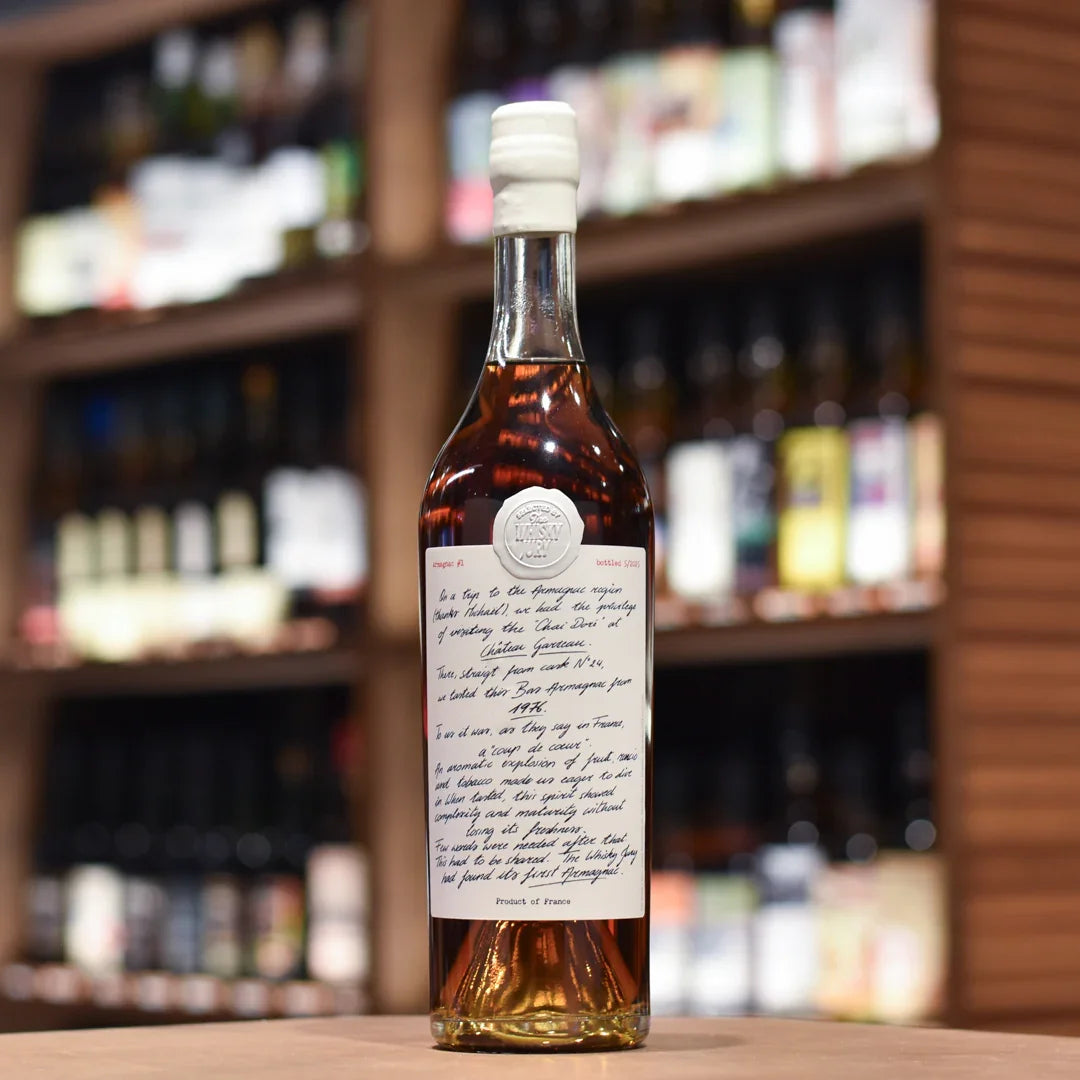 SELECTED BY
The
WHISKY
JURY
Armagnac #1
bottled 5/2025
On a trip to the Armagnac region
(thanks Michael), we had the privilege
of visiting the 'Chai Dori' at
Château Garreau.
There, straigt from cask N°24,
we tasted this Bas Armagnac from
1976.
To us it was, as they say in France,
a "coup de coeur".
An aromatic explosion of fruit, rancio
and tobacco made us eager to dive
in. When tasted, this spirit showed
complexity and maturity without
losing its freshness.
Few words were needed after that.
This had to be shared. The Whisky Jury
had found its first Armagnac.
Product of France